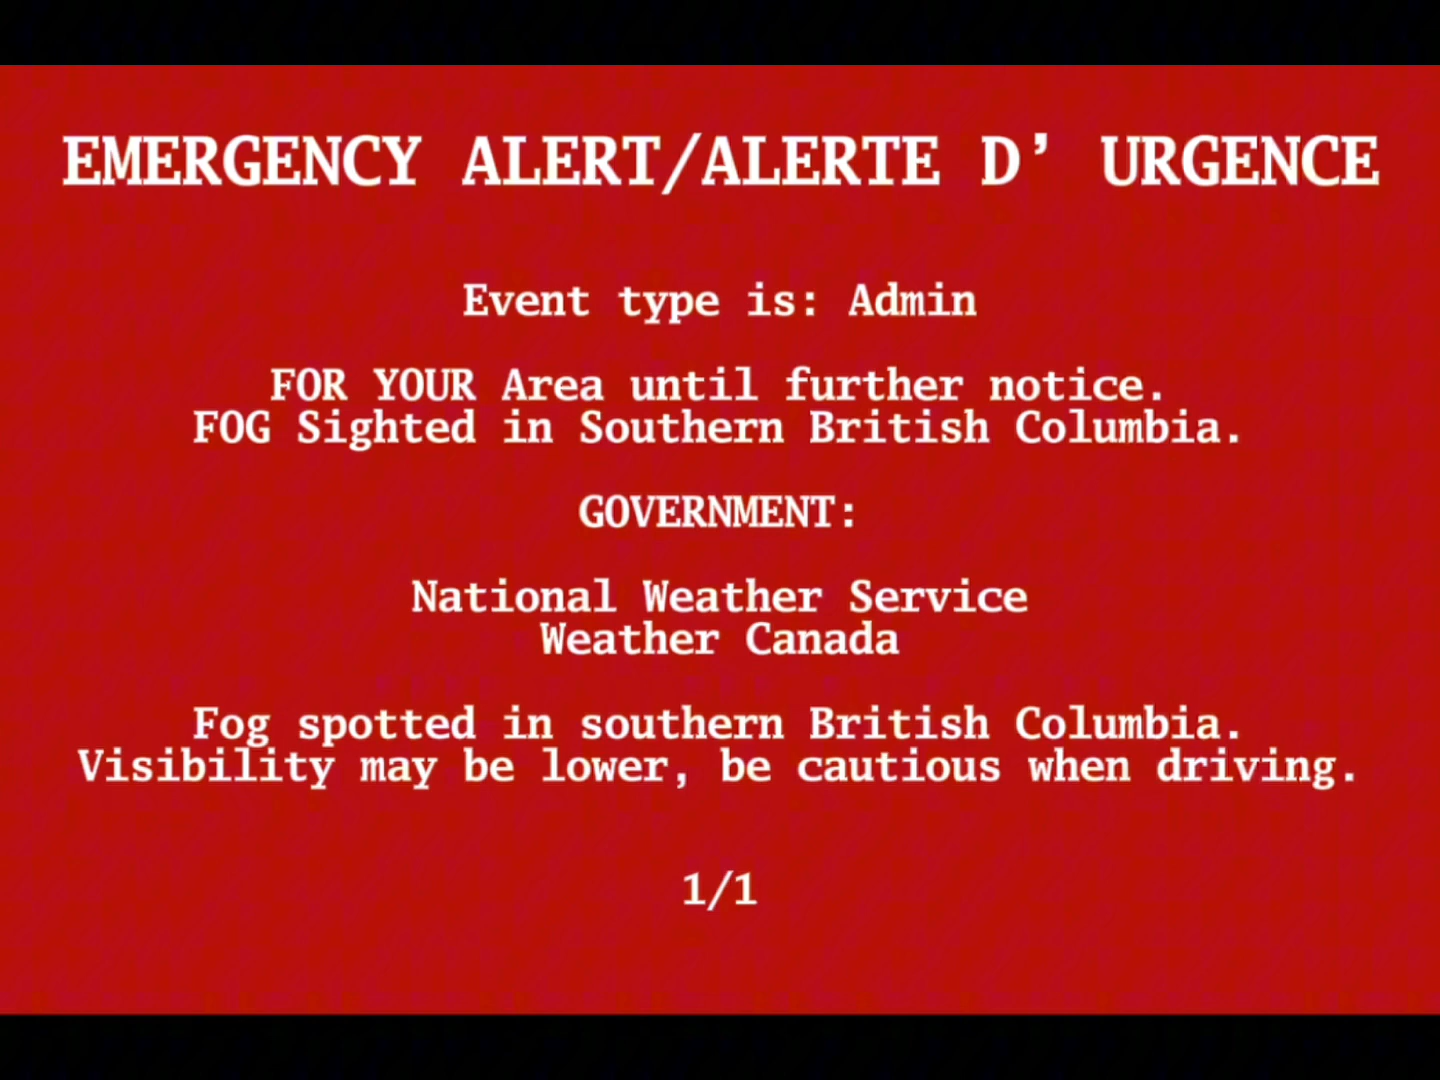 EMERGENCY ALERT/ALERTE D’ URGENCE
Event type is: Admin
FOR YOUR Area until further notice.
FOG Sighted in Southern British Columbia.
GOVERNMENT:
National Weather Service
Weather Canada
Fog spotted in southern British Columbia.
Visibility may be lower, be cautious when driving.
1/1